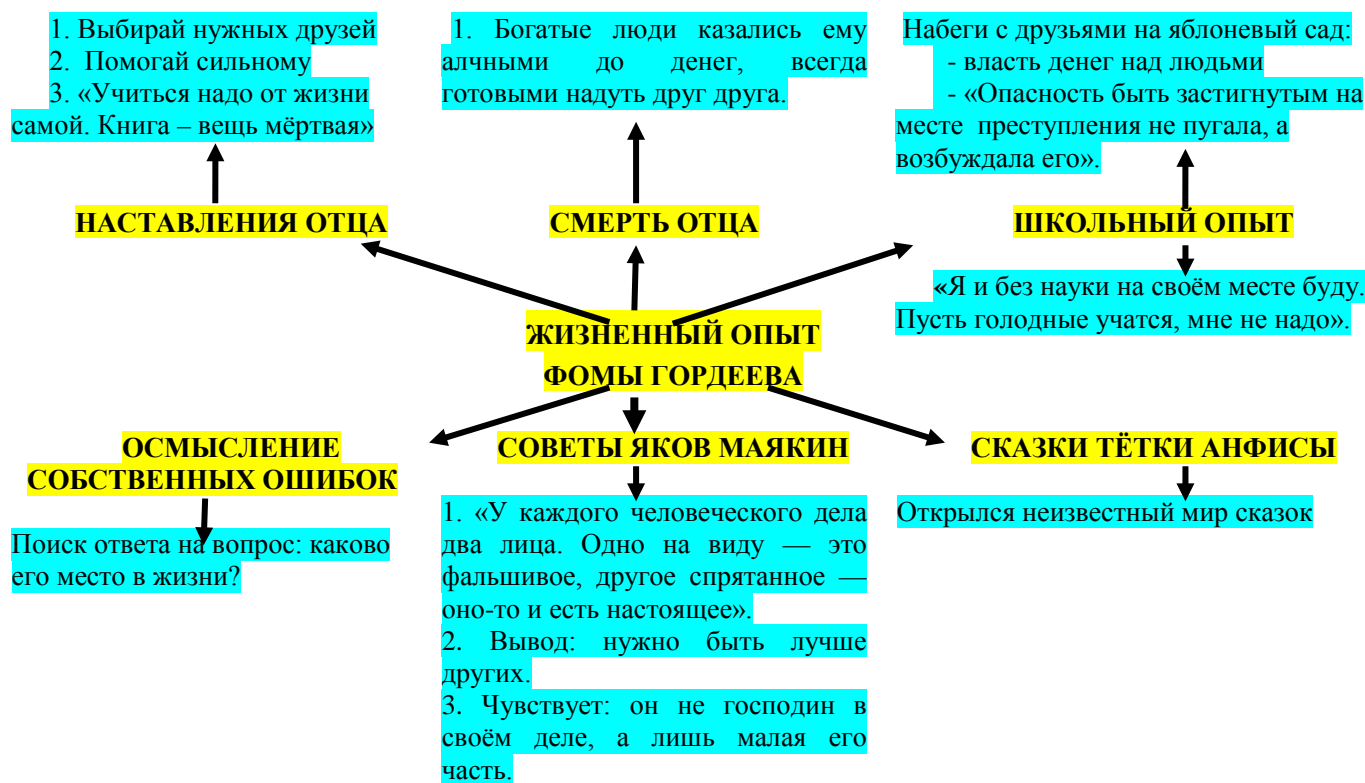 1. Выбирай нужных друзей
2. Помогай сильному
3. «Учиться надо от жизни
самой. Книга – вещь мёртвая»
1. Богатые люди казались ему
алчными до денег, всегда
готовыми надуть друг друга.
Набеги с друзьями на яблоневый сад:
- власть денег над людьми
- «Опасность быть застигнутым на
месте преступления не пугала, а
возбуждала его».
НАСТАВЛЕНИЯ ОТЦА
СМЕРТЬ ОТЦА
ШКОЛЬНЫЙ ОПЫТ
«Я и без науки на своём месте буду.
Пусть голодные учатся, мне не надо».
ЖИЗНЕННЫЙ ОПЫТ
ФОМЫ ГОРДЕЕВА
ОСМЫСЛЕНИЕ
СОБСТВЕННЫХ ОШИБОК
СОВЕТЫ ЯКОВ МАЯКИН
СКАЗКИ ТЁТКИ АНФИСЫ
Поиск ответа на вопрос: каково
его место в жизни?
1. «У каждого человеческого дела
два лица. Одно на виду — это
фальшивое, другое спрятанное —
оно-то и есть настоящее».
2. Вывод: нужно быть лучше
других.
3. Чувствует: он не господин в
своём деле, а лишь малая его
часть.
Открылся неизвестный мир сказок